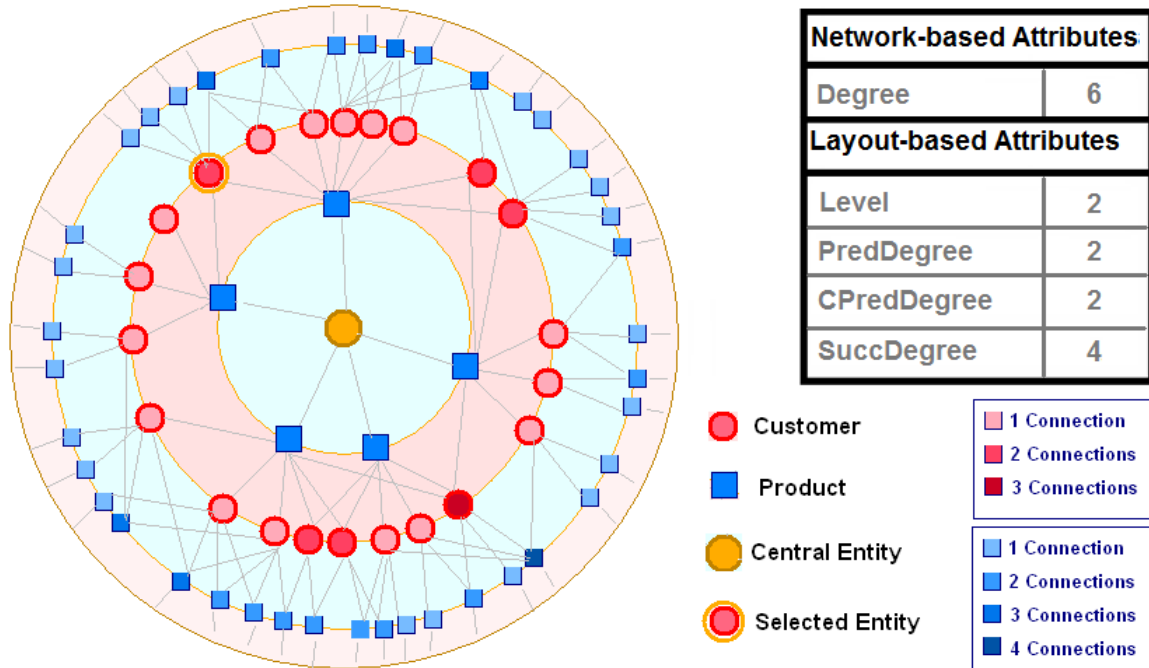 Network-based Attributes
Degree 6
Layout-based Attributes
Level 2
PredDegree 2
CPredDegree 2
SuccDegree 4
Customer
Product
Central Entity
Selected Entity
1 Connection
2 Connections
3 Connections
1 Connection
2 Connections
3 Connections
4 Connections